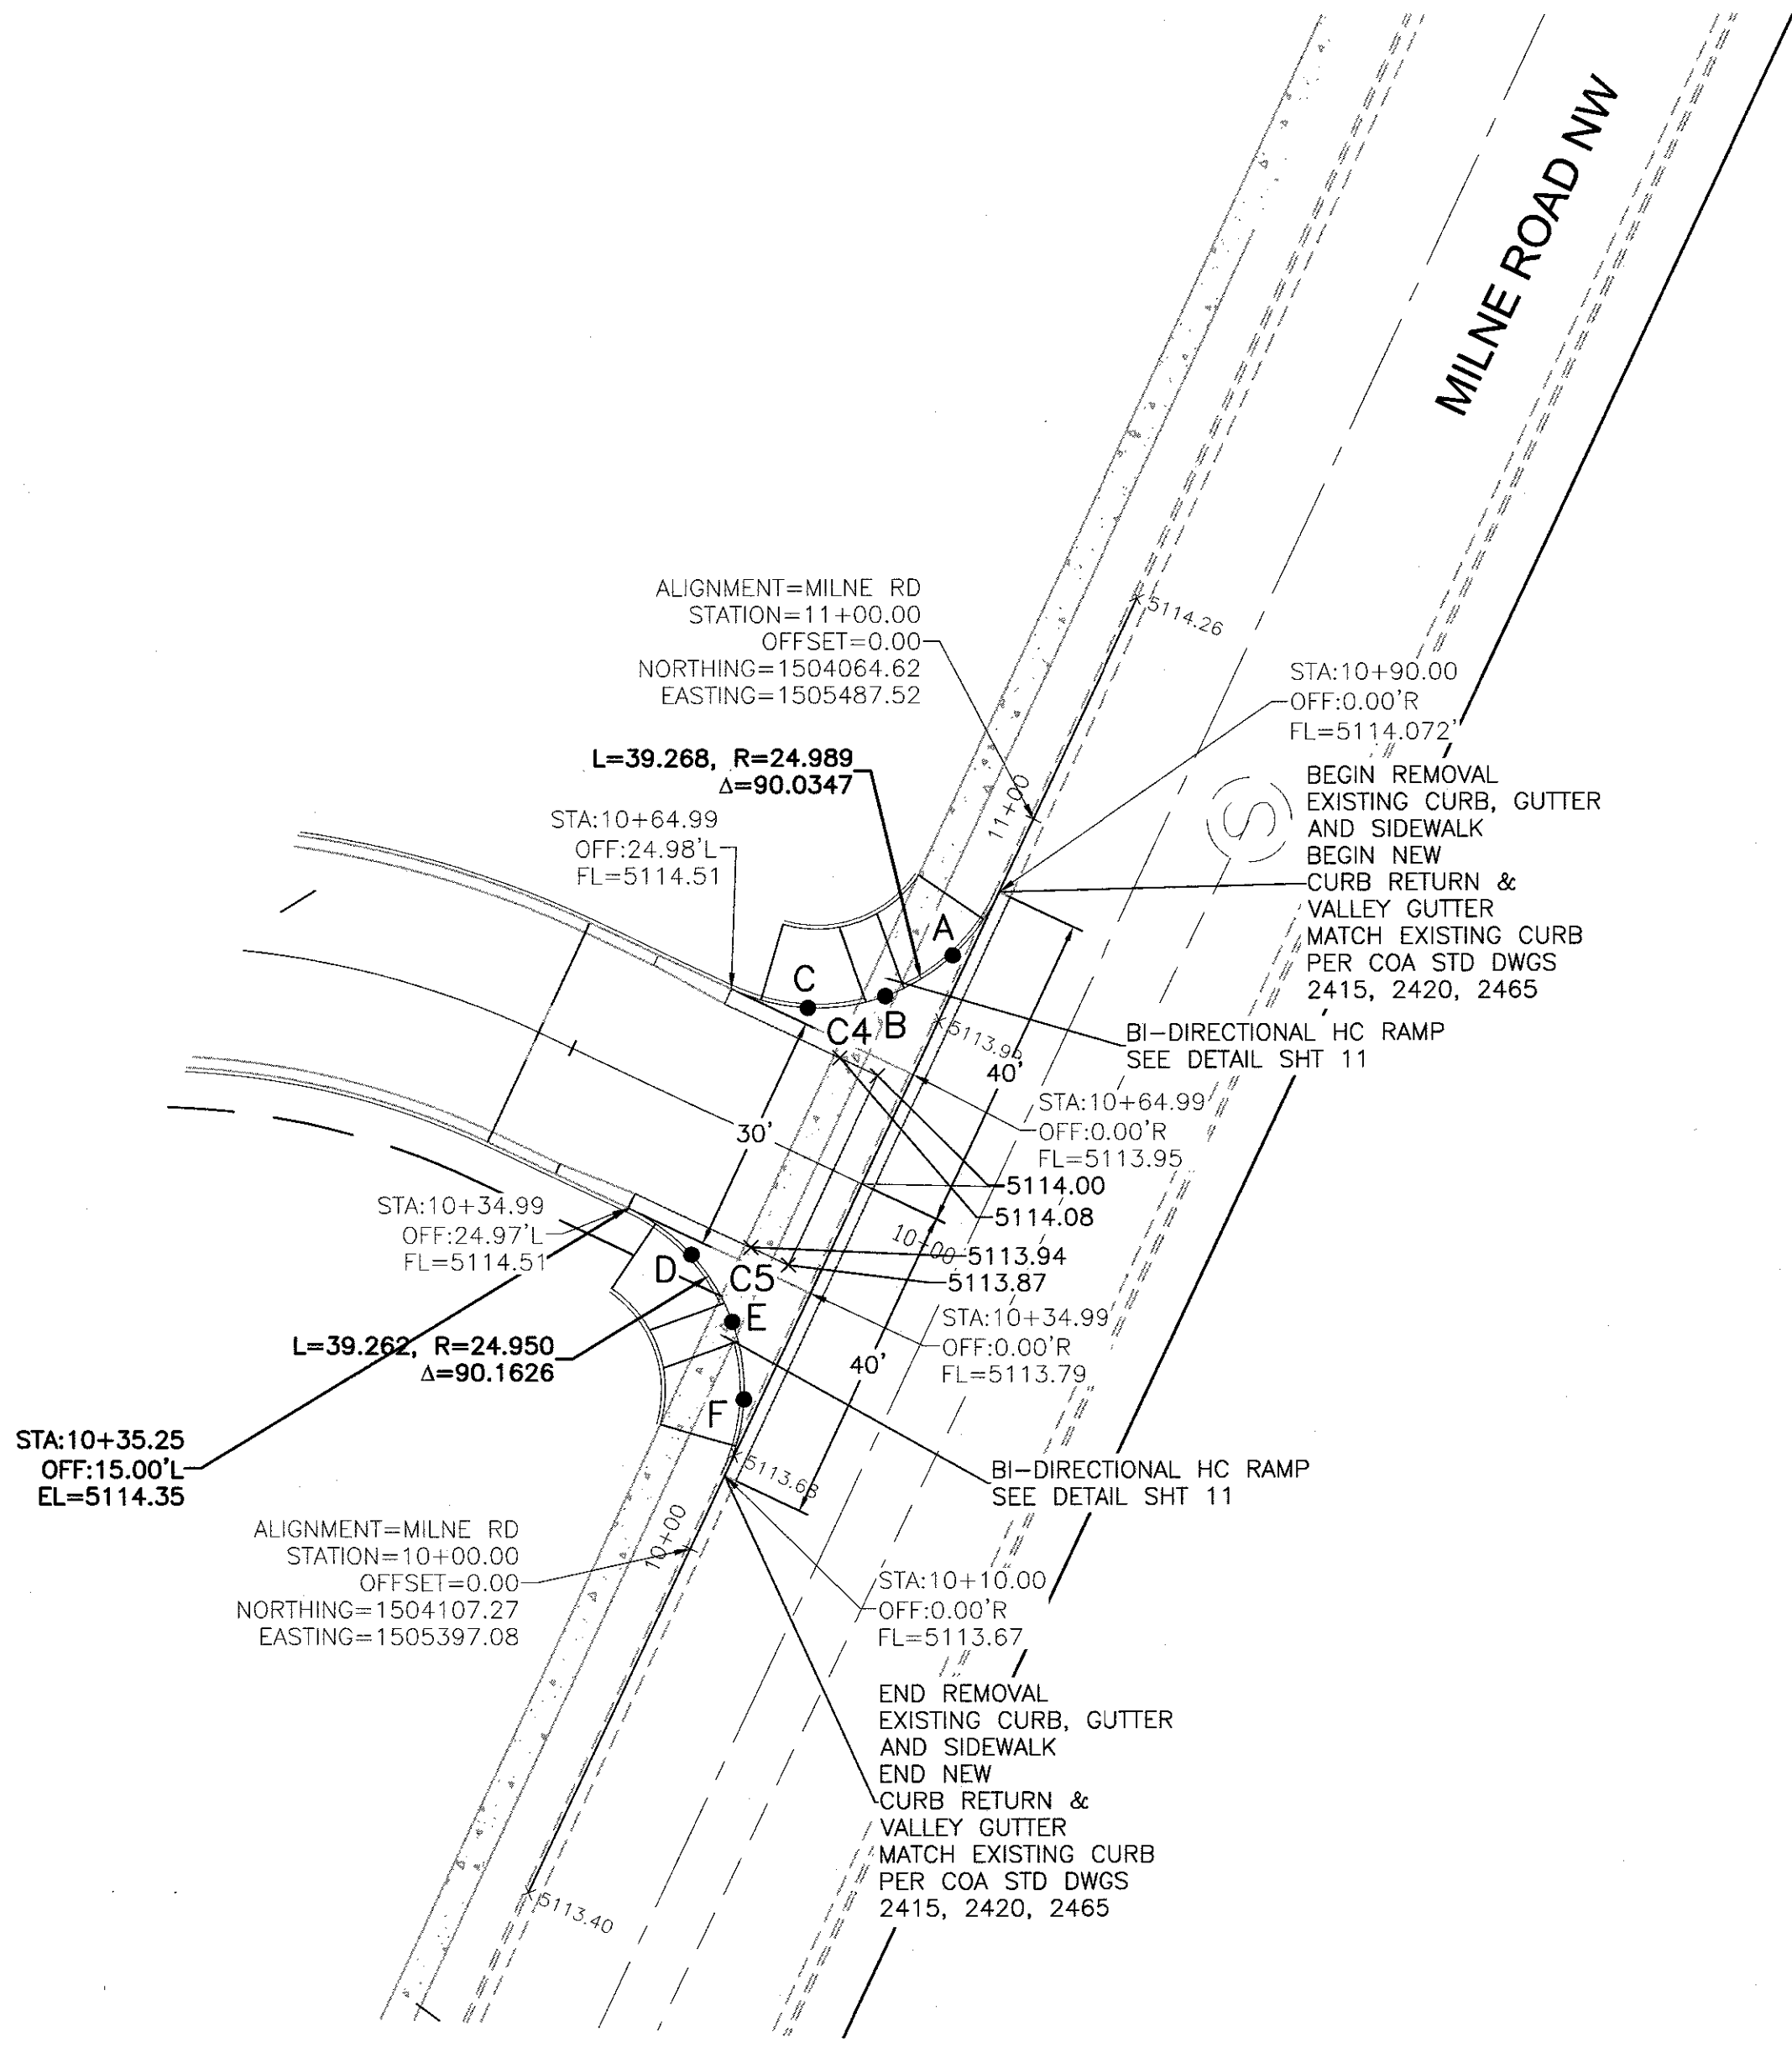 MILNE ROAD NW
ALIGNMENT=MILNE RD
STATION=11+00.00
OFFSET=0.00
NORTHING=1504064.62
EASTING=1505487.52
5114.26
STA:10+90.00
OFF:0.00'R
FL=5114.072'
L=39.268, R=24.989
Δ=90.0347
11+00
S
BEGIN REMOVAL
EXISTING CURB, GUTTER
AND SIDEWALK
BEGIN NEW
CURB RETURN &
VALLEY GUTTER
MATCH EXISTING CURB
PER COA STD DWGS
2415, 2420, 2465
STA:10+64.99
OFF:24.98'L
FL=5114.51
A
C
B
C4
BI-DIRECTIONAL HC RAMP
SEE DETAIL SHT 11
40'
STA:10+64.99
OFF:0.00'R
FL=5113.95
30'
5114.00
5114.08
STA:10+34.99
OFF:24.97'L
FL=5114.51
10+00
5113.94
5113.87
D
C5
E
STA:10+34.99
OFF:0.00'R
FL=5113.79
L=39.262, R=24.950
Δ=90.1626
40'
F
STA:10+35.25
OFF:15.00'L
EL=5114.35
5113.68
BI-DIRECTIONAL HC RAMP
SEE DETAIL SHT 11
10+00
ALIGNMENT=MILNE RD
STATION=10+00.00
OFFSET=0.00
NORTHING=1504107.27
EASTING=1505397.08
STA:10+10.00
OFF:0.00'R
FL=5113.67
END REMOVAL
EXISTING CURB, GUTTER
AND SIDEWALK
END NEW
CURB RETURN &
VALLEY GUTTER
MATCH EXISTING CURB
PER COA STD DWGS
2415, 2420, 2465
5113.40